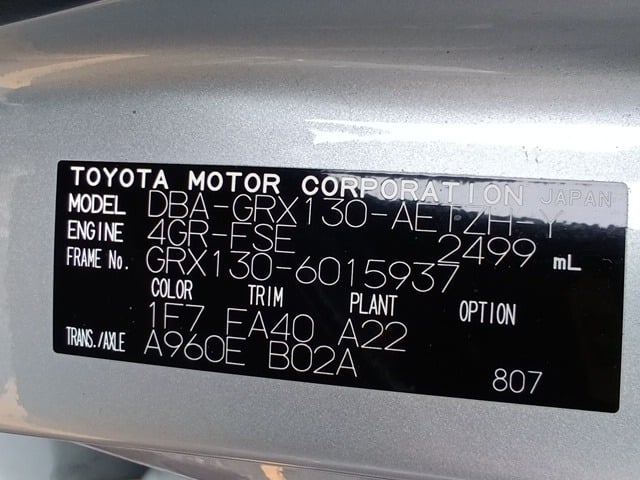 TOYOTA MOTOR CORPORATION JAPAN
MODEL DBA-GRX130-AETZH-Y
ENGINE 4GR-FSE 2499 mL
FRAME No. GRX130-6015937
COLOR TRIM PLANT OPTION
1F7 FA40 A22
TRANS./AXLE A960E B02A
807